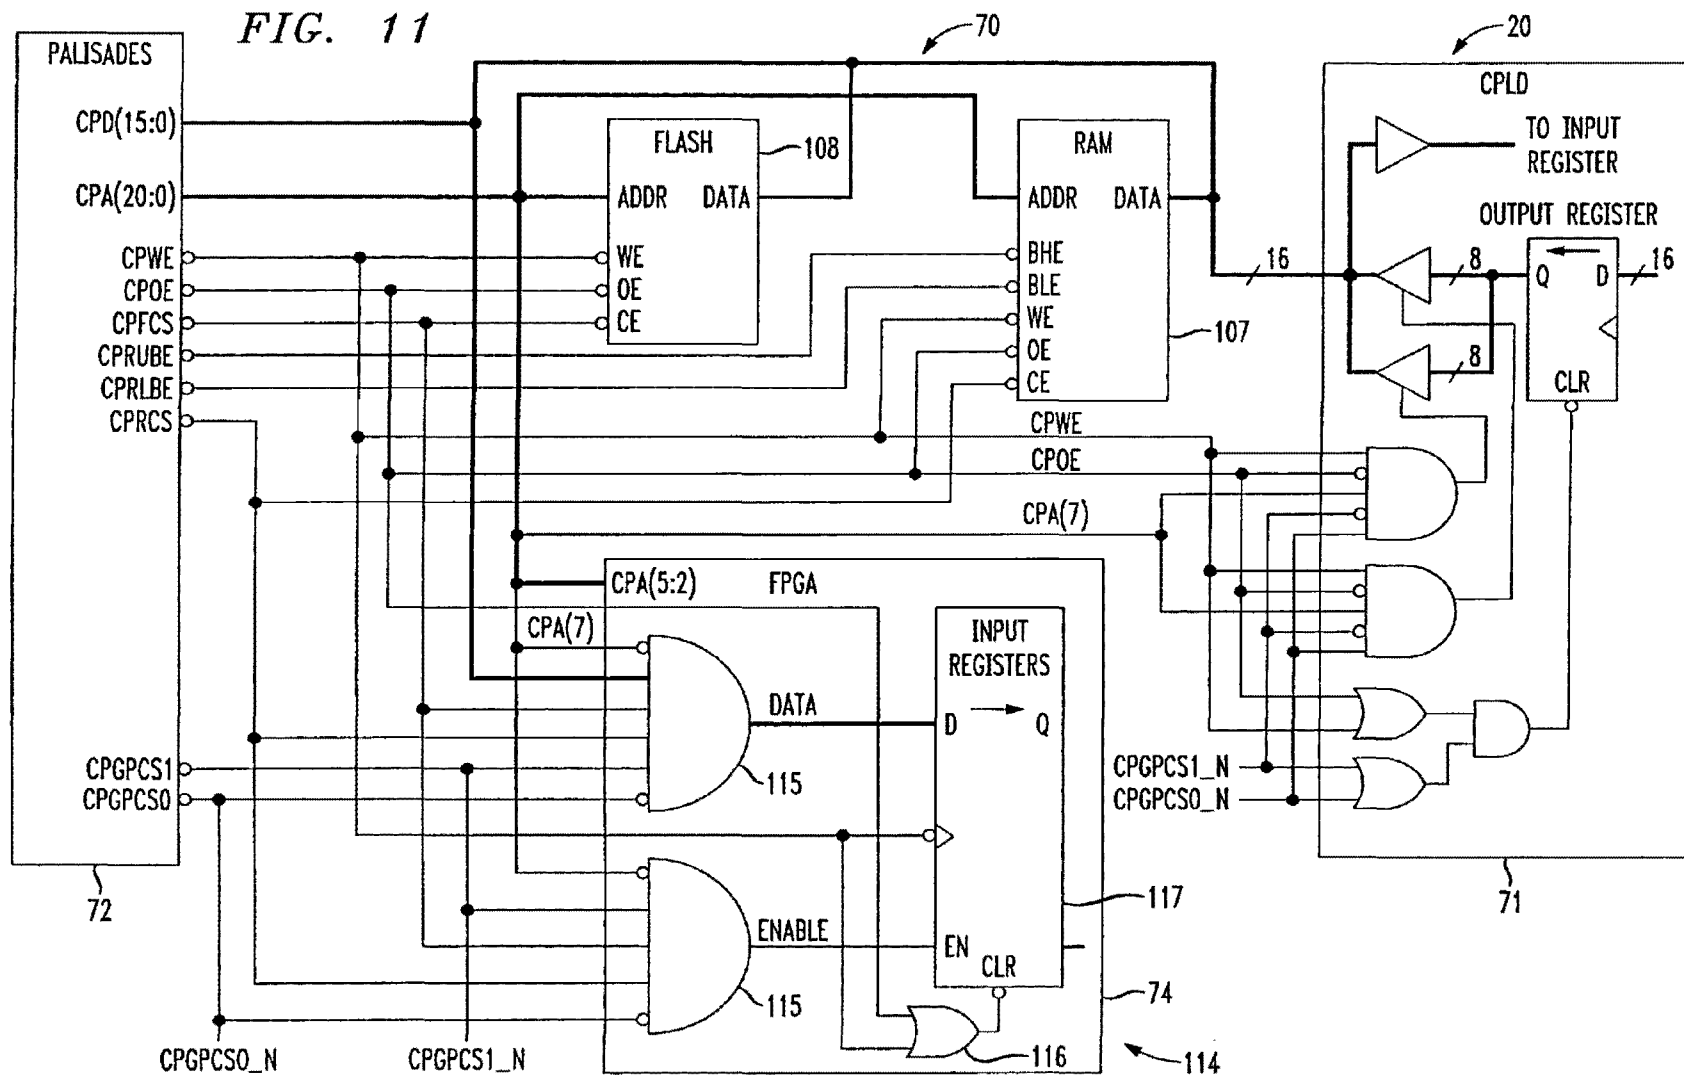 FIG. 11
70
20
PALISADES
CPD(15:0)
CPA(20:0)
CPWE
CPOE
CPFCS
CPRUBE
CPRLBE
CPRCS
CPGPCS1
CPGPCS0
72
FLASH
108
ADDR DATA
WE
OE
CE
RAM
ADDR DATA
BHE
BLE
WE
OE
CE
107
16
CPLD
TO INPUT
REGISTER
OUTPUT REGISTER
8
Q D
16
8
CLR
CPWE
CPOE
CPA(7)
CPA(5:2)
FPGA
CPA(7)
INPUT
REGISTERS
DATA
D Q
115
CPGPCS1_N
CPGPCS0_N
71
117
ENABLE
EN
CLR
115
74
116
114
CPGPCS0_N
CPGPCS1_N